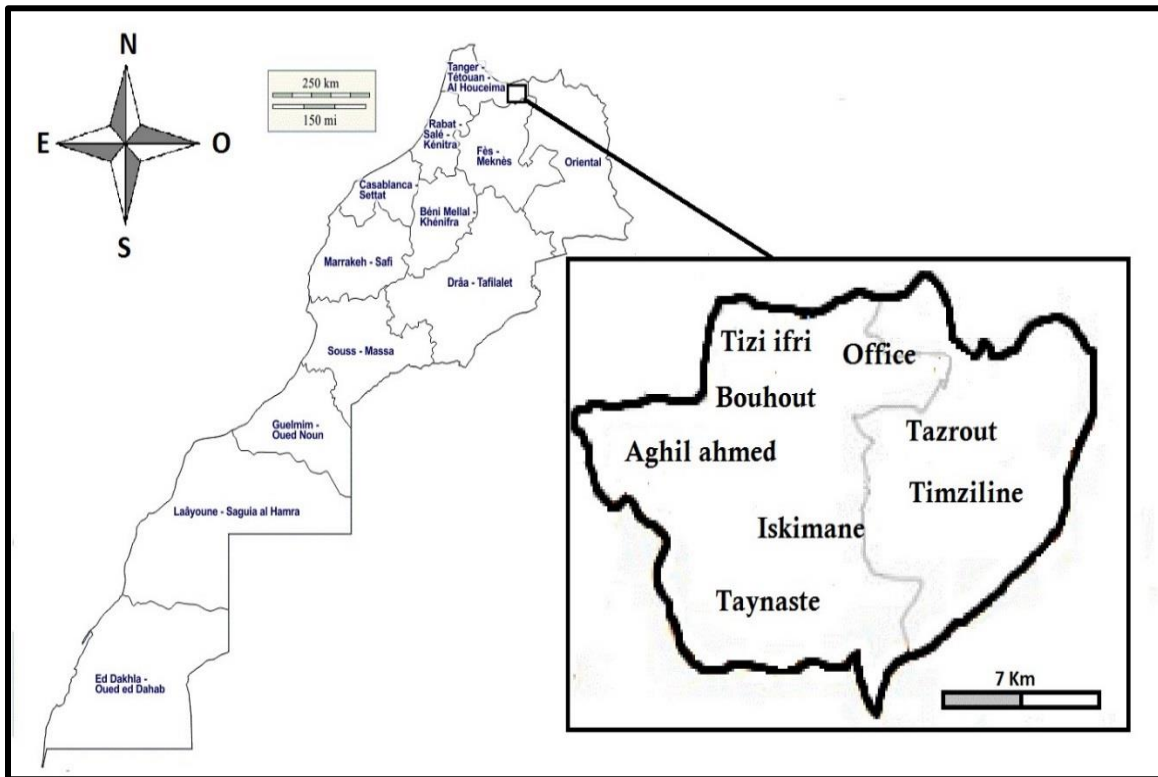 N
E
O
S
250 km
150 mi
Tanger -
Tétouan -
Al Houceima
Rabat -
Salé -
Kénitra
Fès -
Meknès
Oriental
Casablanca -
Settat
Béni Mellal -
Khénifra
Marrakeh - Safi
Drâa - Tafilalet
Souss - Massa
Guelmim -
Oued Noun
Laâyoune - Saguia al Hamra
Ed Dakhla -
Oued ed Dahab
Tizi ifri
Office
Bouhout
Tazrout
Aghil ahmed
Timziline
Iskimane
Taynaste
7 Km